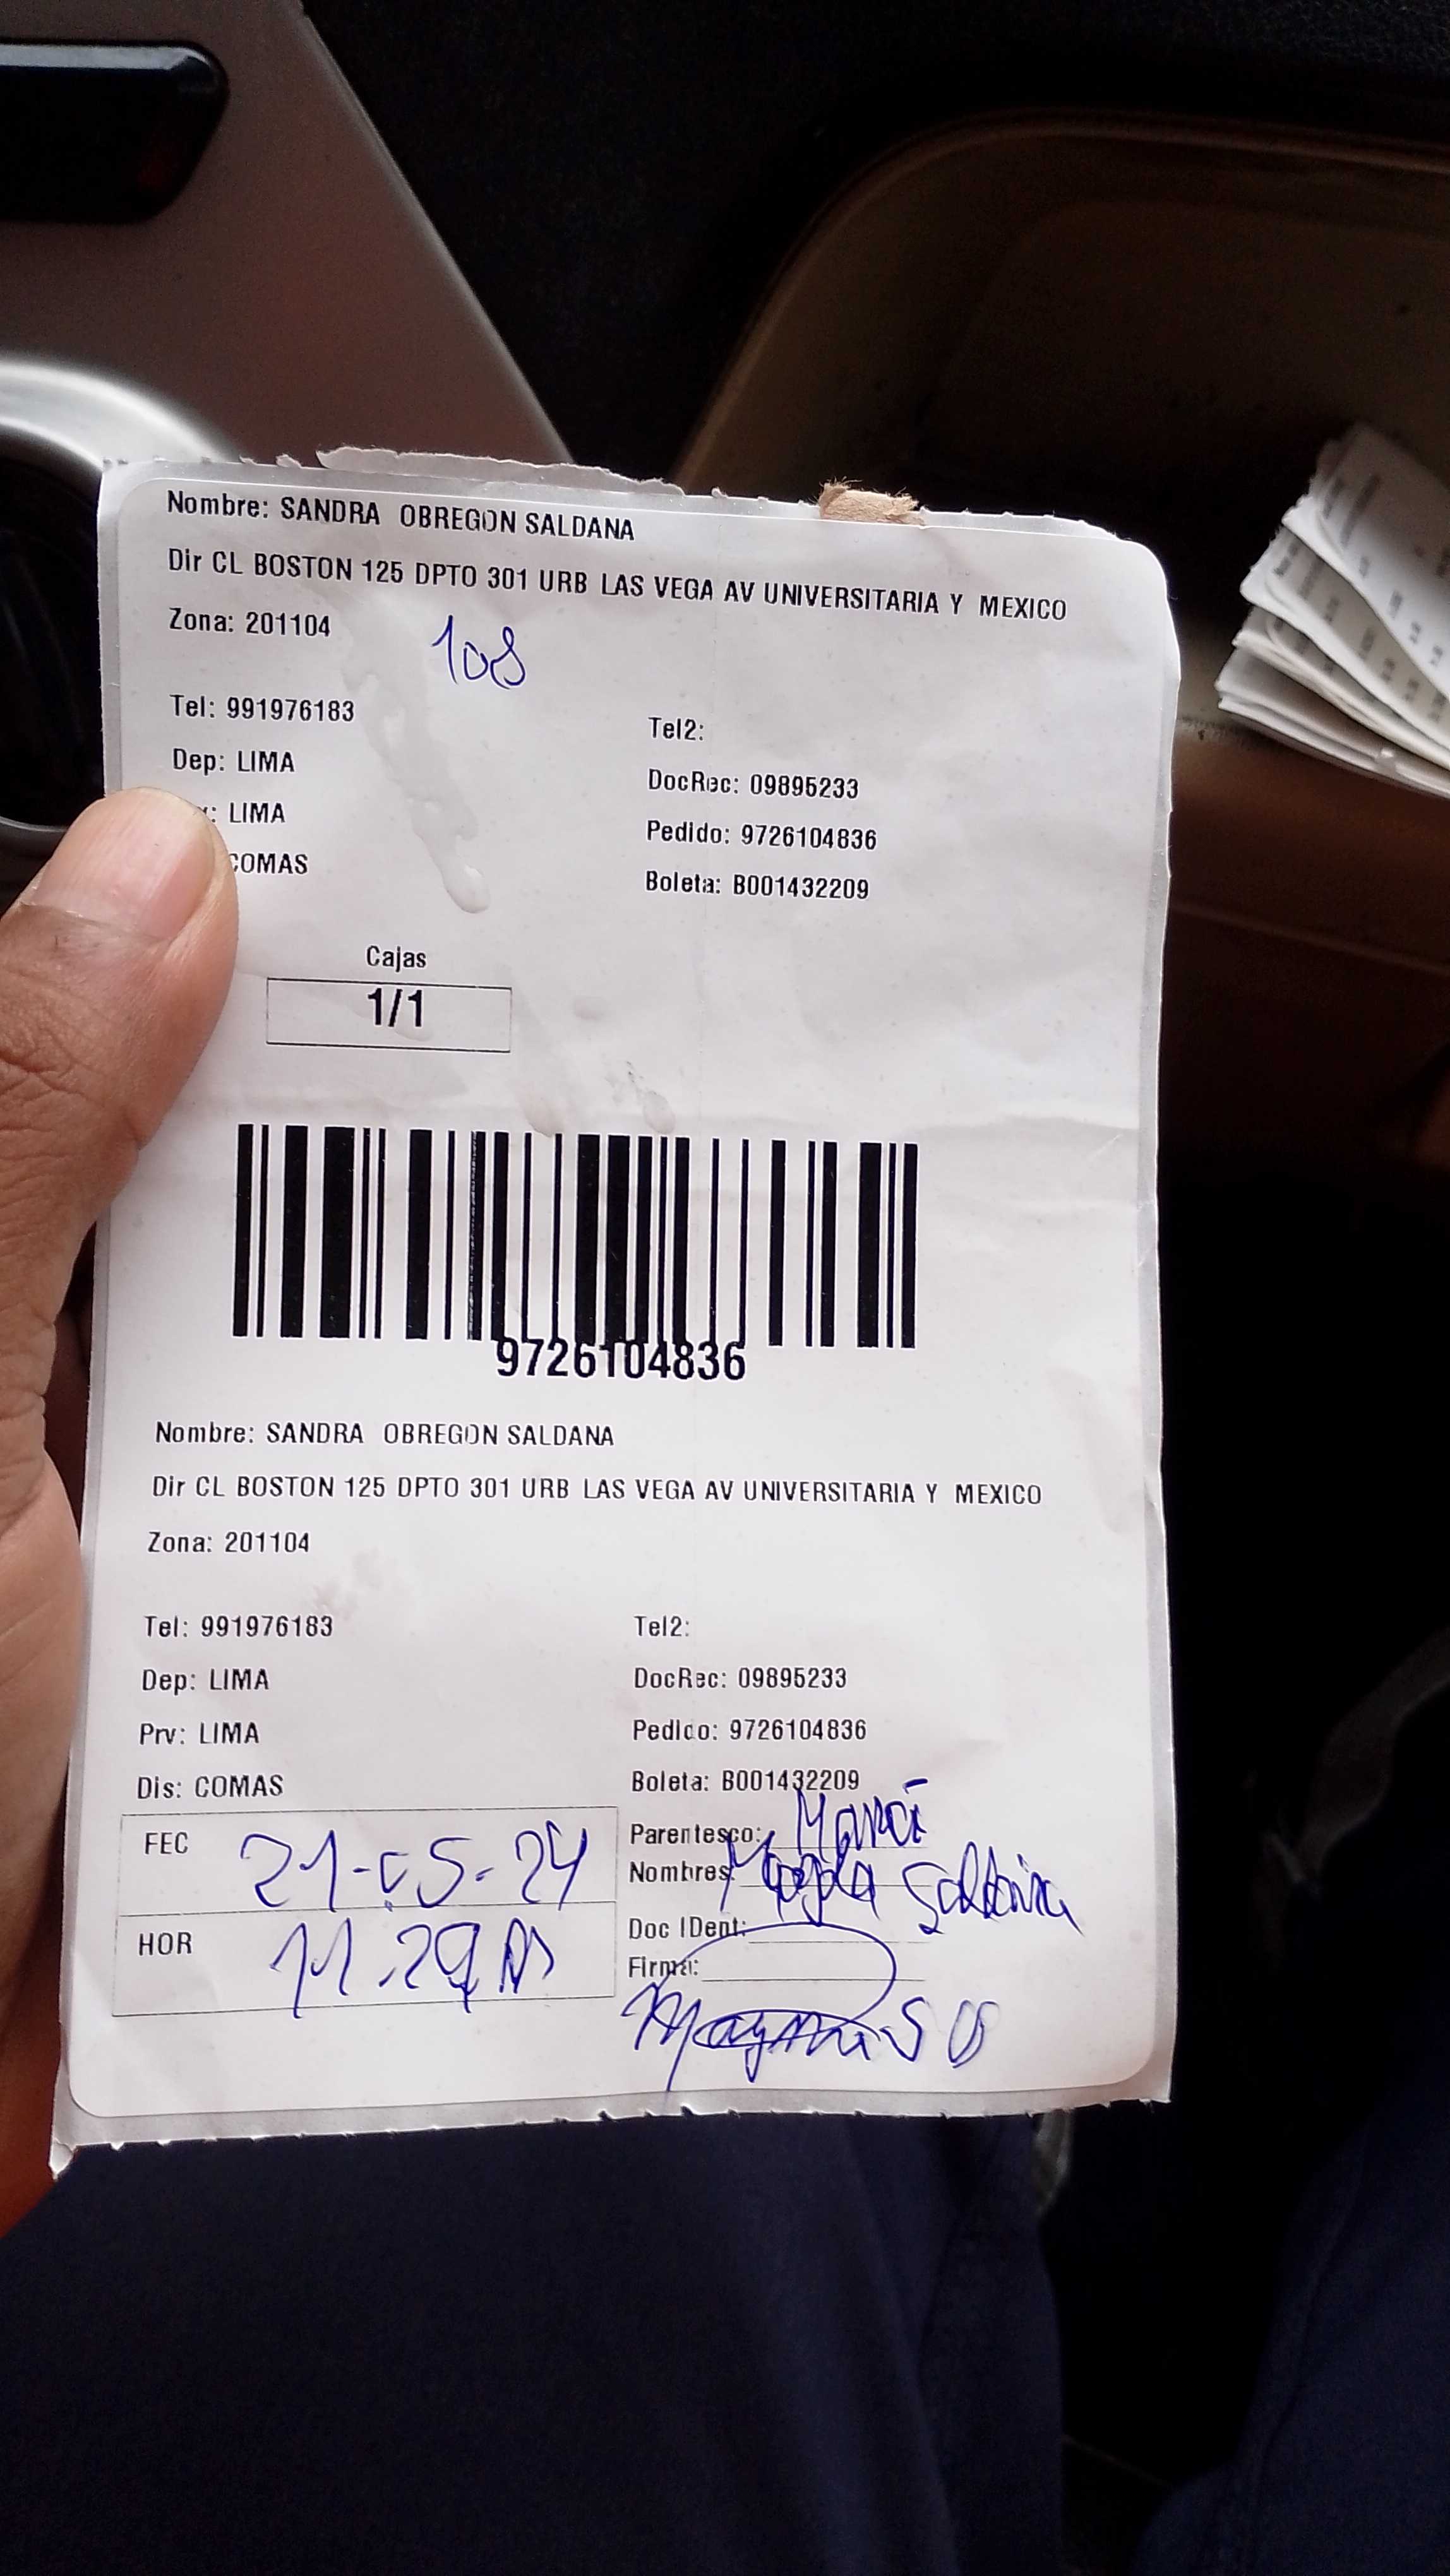 Nombre: SANDRA OBREGON SALDANA
Dir CL BOSTON 125 DPTO 301 URB LAS VEGA AV UNIVERSITARIA Y MEXICO
Zona: 201104
108
Tel: 991976183
Tel2:
Dep: LIMA
DocRec: 09895233
: LIMA
Pedido: 9726104836
COMAS
Boleta: B001432209
Cajas
1/1
9726104836
Nombre: SANDRA OBREGON SALDANA
Dir CL BOSTON 125 DPTO 301 URB LAS VEGA AV UNIVERSITARIA Y MEXICO
Zona: 201104
Tel: 991976183
Tel2:
Dep: LIMA
DocRec: 09895233
Prv: LIMA
Pedido: 9726104836
Dis: COMAS
Boleta: B001432209
FEC 21-05-24
Parentesco:
Nombres:
HOR 11:29
Doc IDent:
Firma: